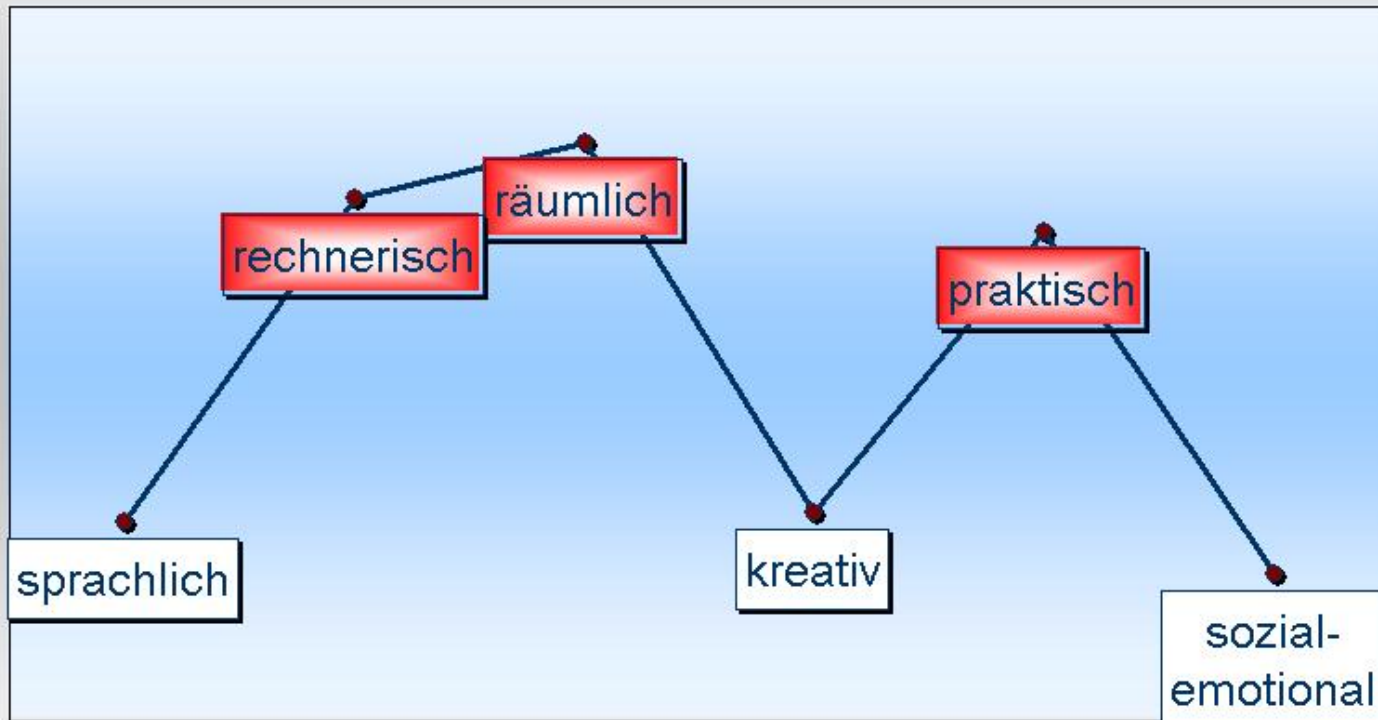 räumlich
rechnerisch
praktisch
sprachlich
kreativ
sozial-
emotional